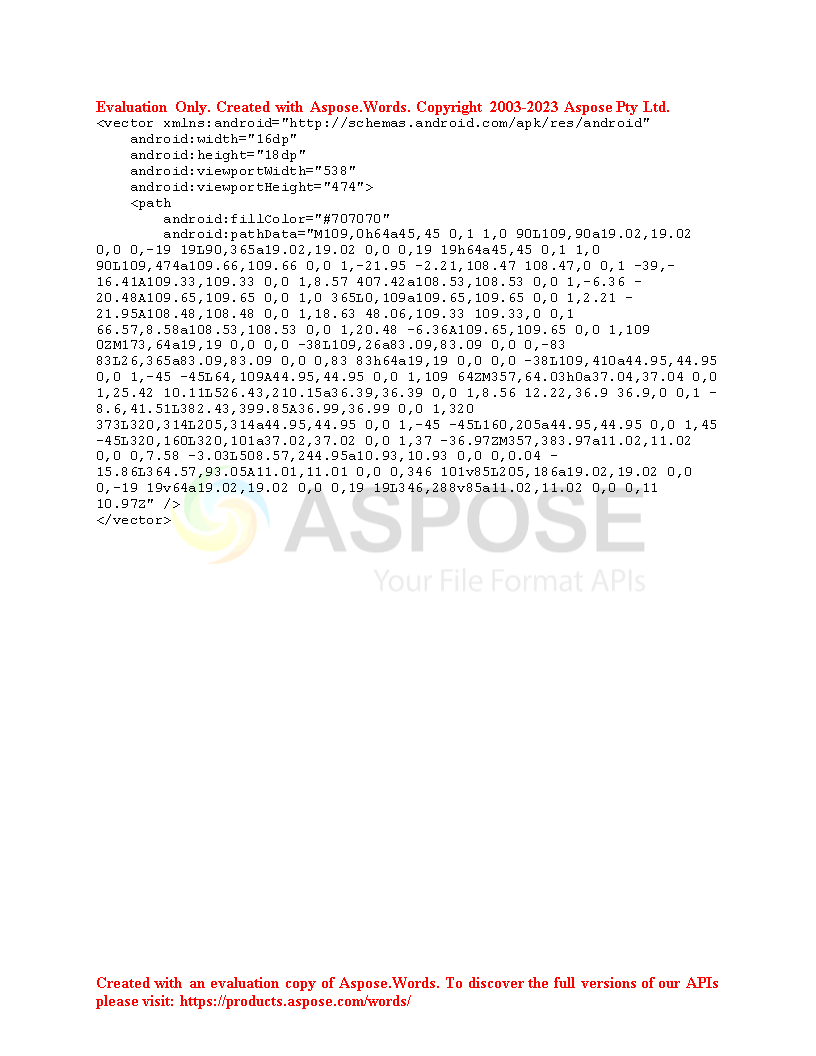 Evaluation Only. Created with Aspose.Words. Copyright 2003-2023 Aspose Pty Ltd.
<vector xmlns:android="http://schemas.android.com/apk/res/android"
    android:width="16dp"
    android:height="18dp"
    android:viewportWidth="538"
    android:viewportHeight="474">
    <path
        android:fillColor="#707070"
        android:pathData="M109,0h64a45,45 0,1 1,0 90L109,90a19.02,19.02
0,0 0,-19 19L90,365a19.02,19.02 0,0 0,19 19h64a45,45 0,1 1,0
90L109,474a109.66,109.66 0,0 1,-21.95 -2.21,108.47 108.47,0 0,1 -39,-
16.41A109.33,109.33 0,0 1,8.57 407.42a108.53,108.53 0,0 1,-6.36 -
20.48A109.65,109.65 0,0 1,0 365L0,109a109.65,109.65 0,0 1,2.21 -
21.95A108.48,108.48 0,0 1,18.63 48.06,109.33 109.33,0 0,1
66.57,8.58a108.53,108.53 0,0 1,20.48 -6.36A109.65,109.65 0,0 1,109
0ZM173,64a19,19 0,0 0,0 -38L109,26a83.09,83.09 0,0 0,-83
83L26,365a83.09,83.09 0,0 0,83 83h64a19,19 0,0 0,0 -38L109,410a44.95,44.95
0,0 1,-45 -45L64,109A44.95,44.95 0,0 1,109 64ZM357,64.03h0a37.04,37.04 0,0
1,25.42 10.11L526.43,210.15a36.39,36.39 0,0 1,8.56 12.22,36.9 36.9,0 0,1 -
8.6,41.51L382.43,399.85A36.99,36.99 0,0 1,320
373L320,314L205,314a44.95,44.95 0,0 1,-45 -45L160,205a44.95,44.95 0,0 1,45
-45L320,160L320,101a37.02,37.02 0,0 1,37 -36.97ZM357,383.97a11.02,11.02
0,0 0,7.58 -3.03L508.57,244.95a10.93,10.93 0,0 0,0.04 -
15.86L364.57,93.05A11.01,11.01 0,0 0,346 101v85L205,186a19.02,19.02 0,0
0,-19 19v64a19.02,19.02 0,0 0,19 19L346,288v85a11.02,11.02 0,0 0,11
10.97Z" />
</vector>
ASPOSE
Your File Format APIs
Created with an evaluation copy of Aspose.Words. To discover the full versions of our APIs
please visit: https://products.aspose.com/words/